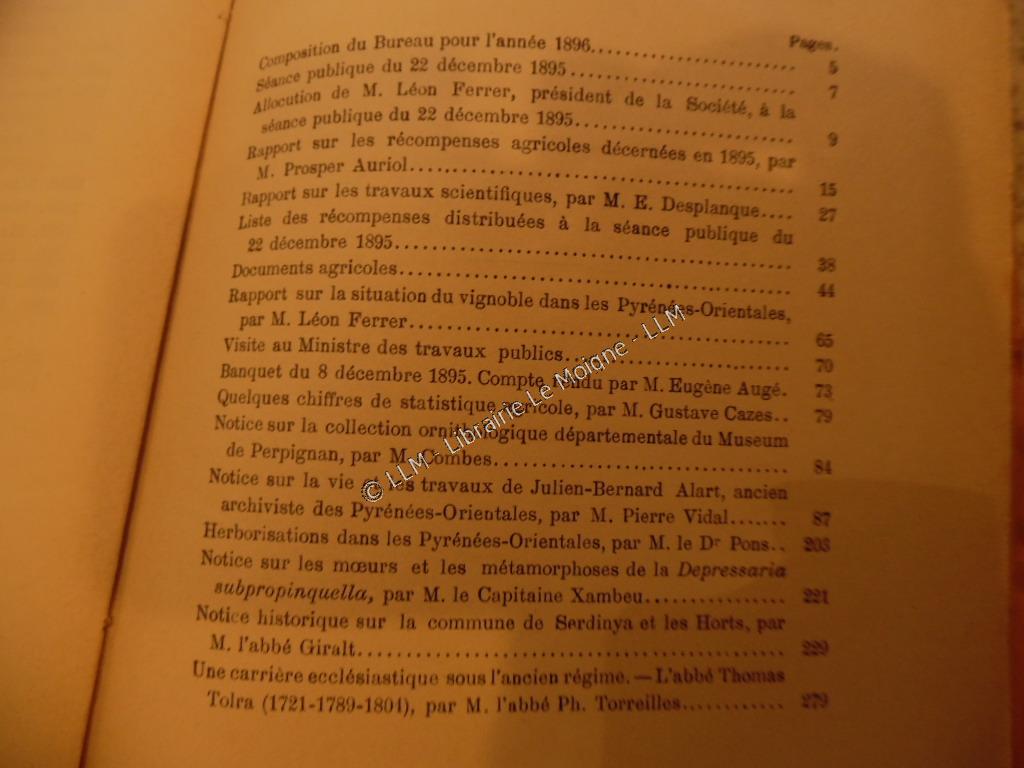 Pages.
Composition du Bureau pour l'année 1896.................... 5
Séance publique du 22 décembre 1895...................... 7
Allocution de M. Léon Ferrer, président de la Société, à la
séance publique du 22 décembre 1895..................... 9
Rapport sur les récompenses agricoles décernées en 1895, par
M. Prosper Auriol.................................... 15
Rapport sur les travaux scientifiques, par M. E. Desplanque.... 27
Liste des récompenses distribuées à la séance publique du
22 décembre 1895..................................... 38
Documents agricoles..................................... 44
Rapport sur la situation du vignoble dans les Pyrénées-Orientales,
par M. Léon Ferrer.................................... 65
Visite au Ministre des travaux publics..................... 70
Banquet du 8 décembre 1895. Compte rendu par M. Eugène Augé. 73
Quelques chiffres de statistique agricole, par M. Gustave Cazes.. 79
Notice sur la collection ornithologique départementale du Museum
de Perpignan, par M. Combes............................. 84
Notice sur la vie et les travaux de Julien-Bernard Alart, ancien
archiviste des Pyrénées-Orientales, par M. Pierre Vidal....... 87
Herborisations dans les Pyrénées-Orientales, par M. le Dr Pons.. 203
Notice sur les mœurs et les métamorphoses de la Depressaria
subpropinquella, par M. le Capitaine Xambeu............... 221
Notice historique sur la commune de Serdinya et les Horts, par
M. l'abbé Giralt...................................... 229
Une carrière ecclésiastique sous l'ancien régime. — L'abbé Thomas
Tolra (1721-1789-1804), par M. l'abbé Ph. Torreilles........... 279
© LLM - Librairie Le Moigne - LLM